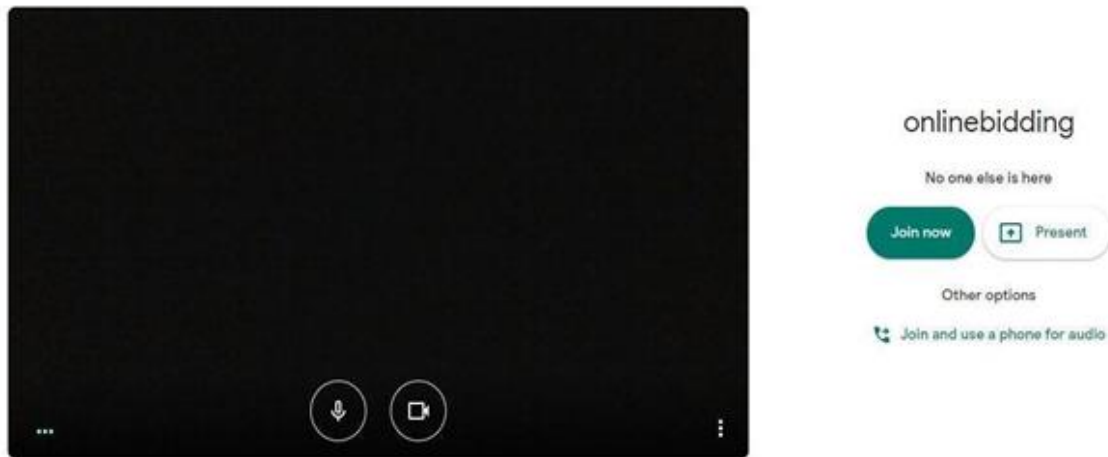 onlinebidding
No one else is here
Join now
Present
Other options
Join and use a phone for audio